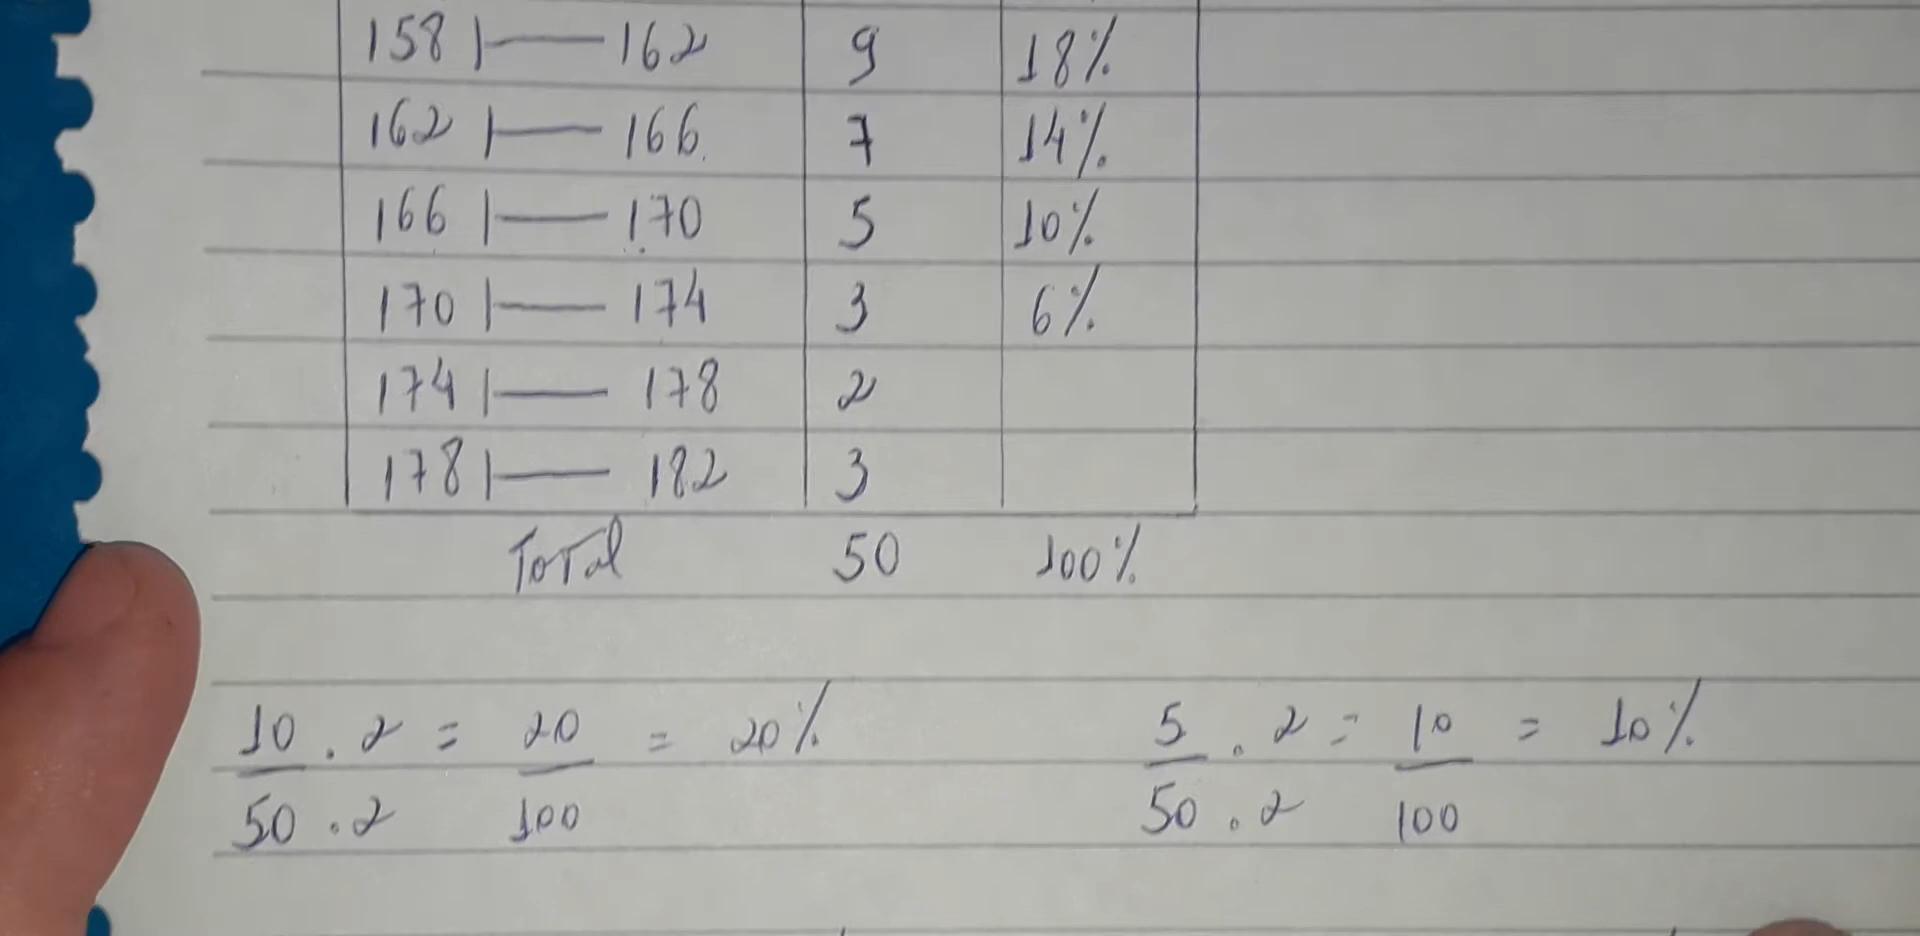 158 |—— 162 9 18%
162 |—— 166 7 14%
166 |—— 170 5 10%
170 |—— 174 3 6%
174 |—— 178 2
178 |—— 182 3
Total 50 100%
10 . 2 = 20 = 20% 5 . 2 = 10 = 10%
50 . 2 100 50 . 2 100